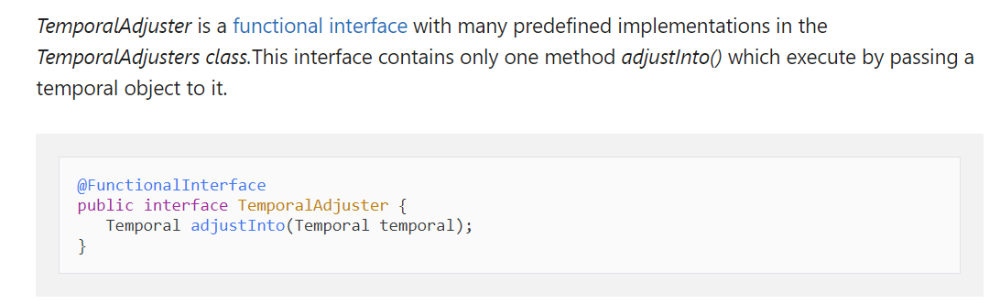 TemporalAdjuster is a functional interface with many predefined implementations in the
TemporalAdjusters class.This interface contains only one method adjustInto() which execute by passing a
temporal object to it.
@FunctionalInterface
public interface TemporalAdjuster {
   Temporal adjustInto(Temporal temporal);
}